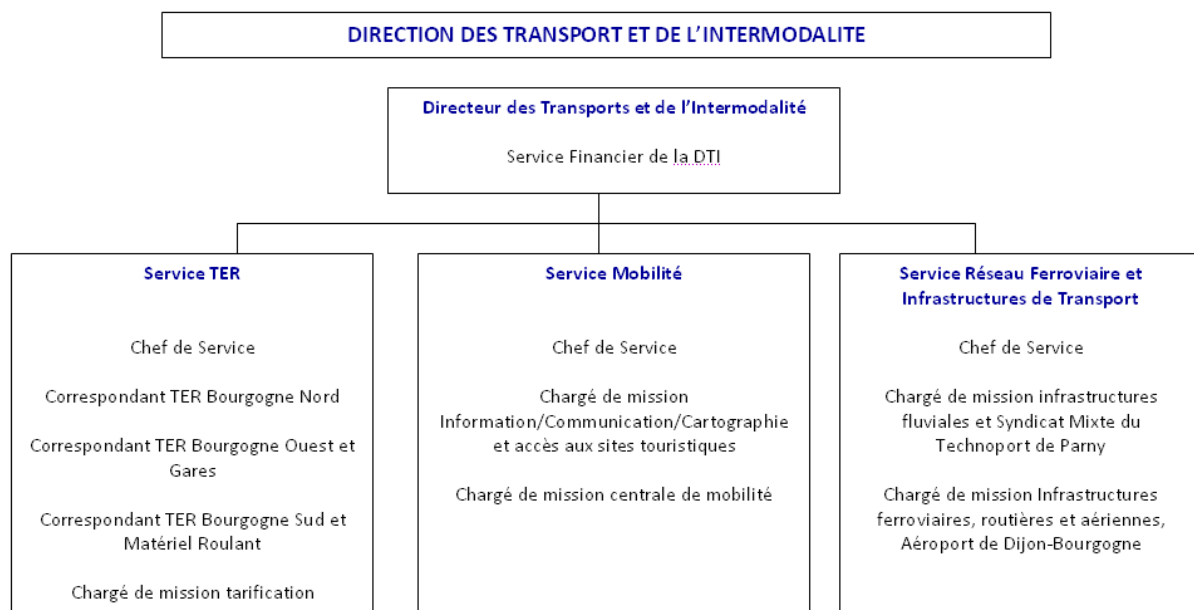 DIRECTION DES TRANSPORT ET DE L'INTERMODALITE
Directeur des Transports et de l'Intermodalité
Service Financier de la DTI
Service TER
Chef de Service
Correspondant TER Bourgogne Nord
Correspondant TER Bourgogne Ouest et
Gares
Correspondant TER Bourgogne Sud et
Matériel Roulant
Chargé de mission tarification
Service Mobilité
Chef de Service
Chargé de mission
Information/Communication/Cartographie
et accès aux sites touristiques
Chargé de mission centrale de mobilité
Service Réseau Ferroviaire et
Infrastructures de Transport
Chef de Service
Chargé de mission infrastructures
fluviales et Syndicat Mixte du
Technoport de Parny
Chargé de mission Infrastructures
ferroviaires, routières et aériennes,
Aéroport de Dijon-Bourgogne